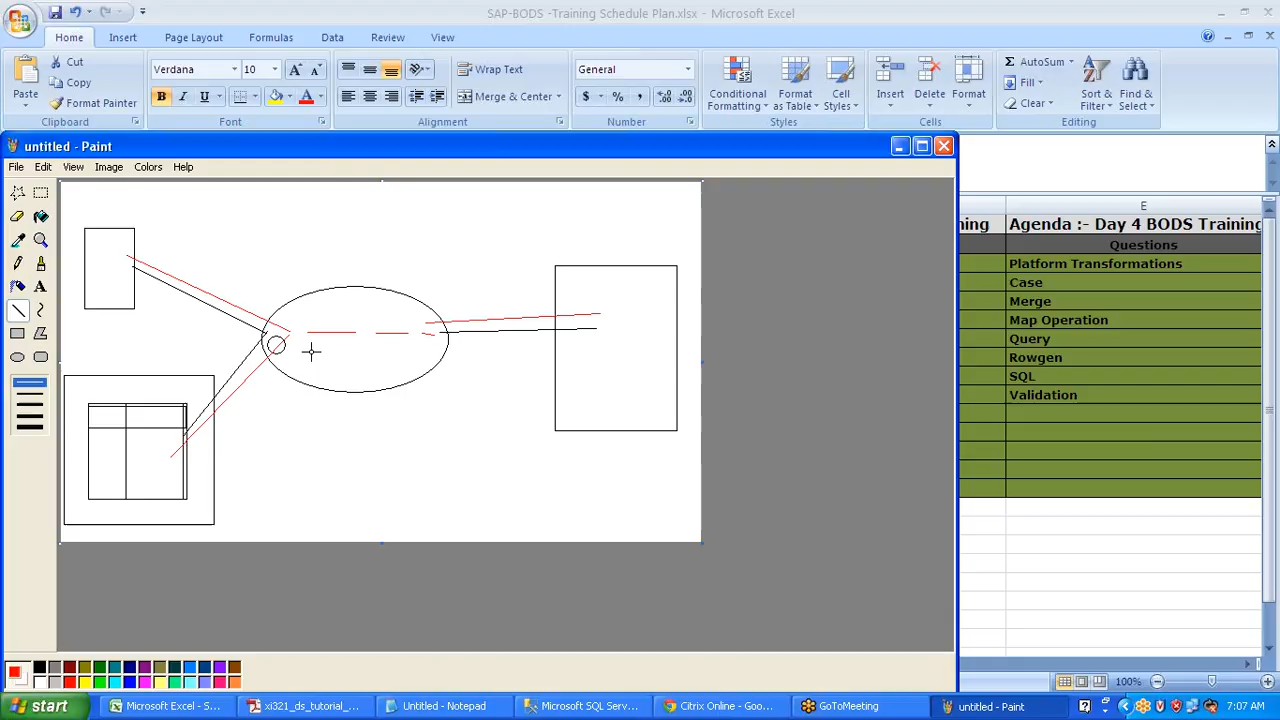 SAP-BODS -Training Schedule Plan.xlsx - Microsoft Excel
Home Insert Page Layout Formulas Data Review View
Paste
Cut
Copy
Format Painter
Clipboard
Verdana 10
B I U
Font
Wrap Text
Merge & Center
Alignment
General
$ % ,
Number
Conditional Formatting
Format as Table
Cell Styles
Styles
Insert Delete Format
Cells
AutoSum
Fill
Clear
Sort & Filter
Find & Select
Editing
untitled - Paint
File Edit View Image Colors Help
E
ning Agenda :- Day 4 BODS Training
Questions
Platform Transformations
Case
Merge
Map Operation
Query
Rowgen
SQL
Validation
100%
start
Microsoft Excel - S...
xi321_ds_tutorial_...
Untitled - Notepad
Microsoft SQL Serv...
Citrix Online - Goo...
GoToMeeting
untitled - Paint
7:07 AM